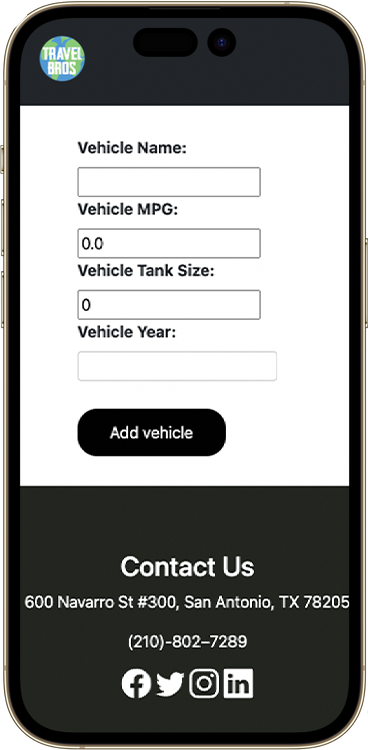 TRAVEL
BROS
Vehicle Name:
Vehicle MPG:
0.0
Vehicle Tank Size:
0
Vehicle Year:
Add vehicle
Contact Us
600 Navarro St #300, San Antonio, TX 78205
(210)-802–7289